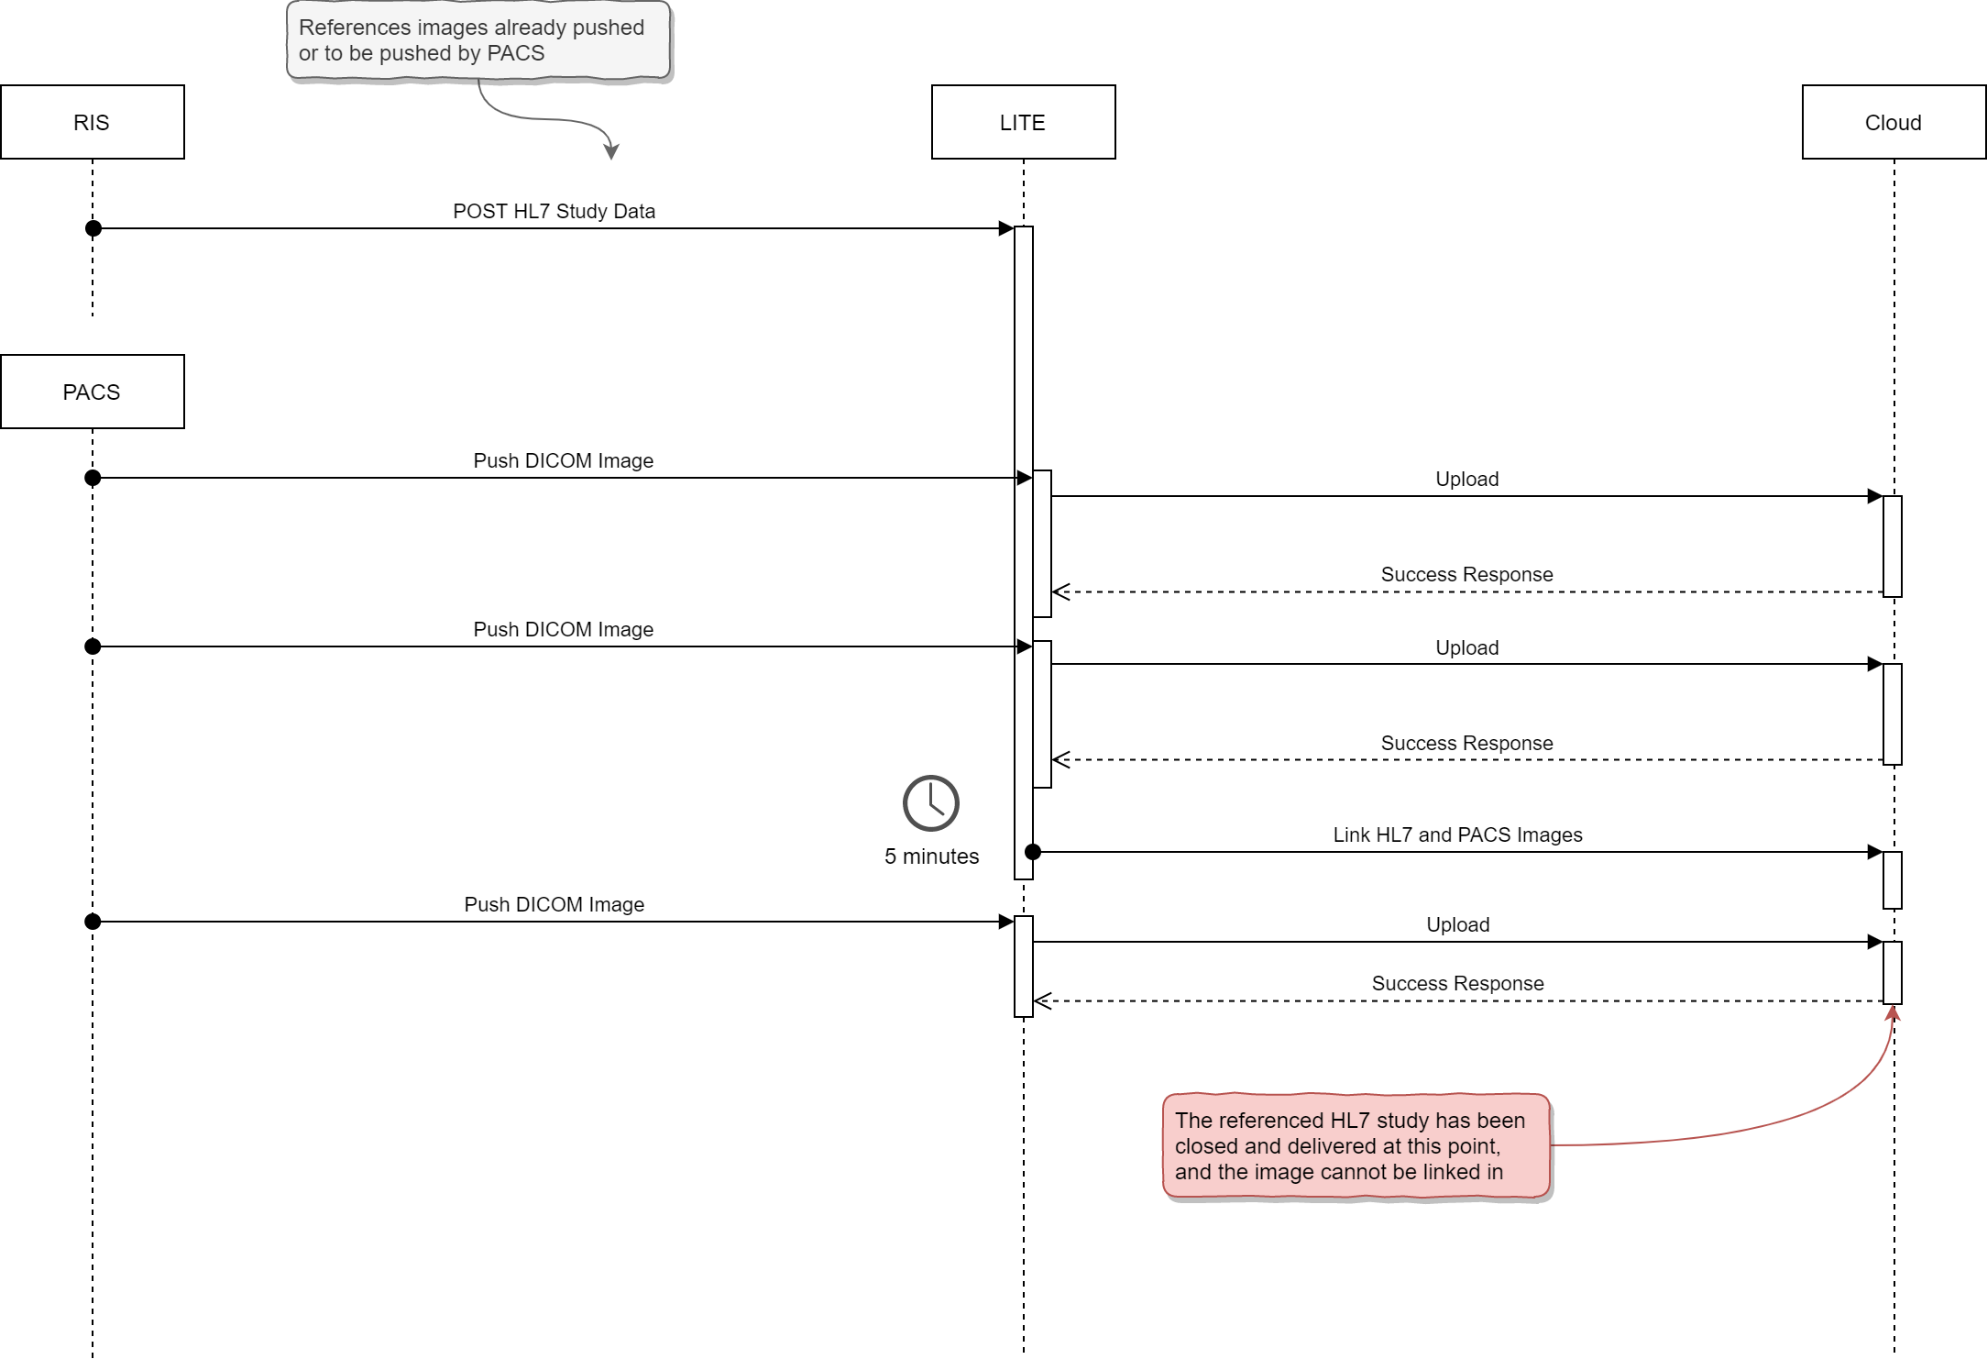 References images already pushed
or to be pushed by PACS
RIS
LITE
Cloud
POST HL7 Study Data
PACS
Push DICOM Image
Upload
Success Response
Push DICOM Image
Upload
Success Response
5 minutes
Link HL7 and PACS Images
Push DICOM Image
Upload
Success Response
The referenced HL7 study has been
closed and delivered at this point,
and the image cannot be linked in